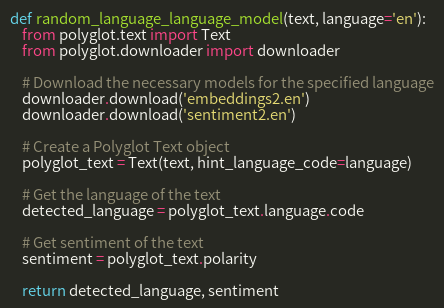 def random_language_language_model(text, language='en'):
from polyglot.text import Text
from polyglot.downloader import downloader
# Download the necessary models for the specified language
downloader.download('embeddings2.en')
downloader.download('sentiment2.en')
# Create a Polyglot Text object
polyglot_text = Text(text, hint_language_code=language)
# Get the language of the text
detected_language = polyglot_text.language.code
# Get sentiment of the text
sentiment = polyglot_text.polarity
return detected_language, sentiment